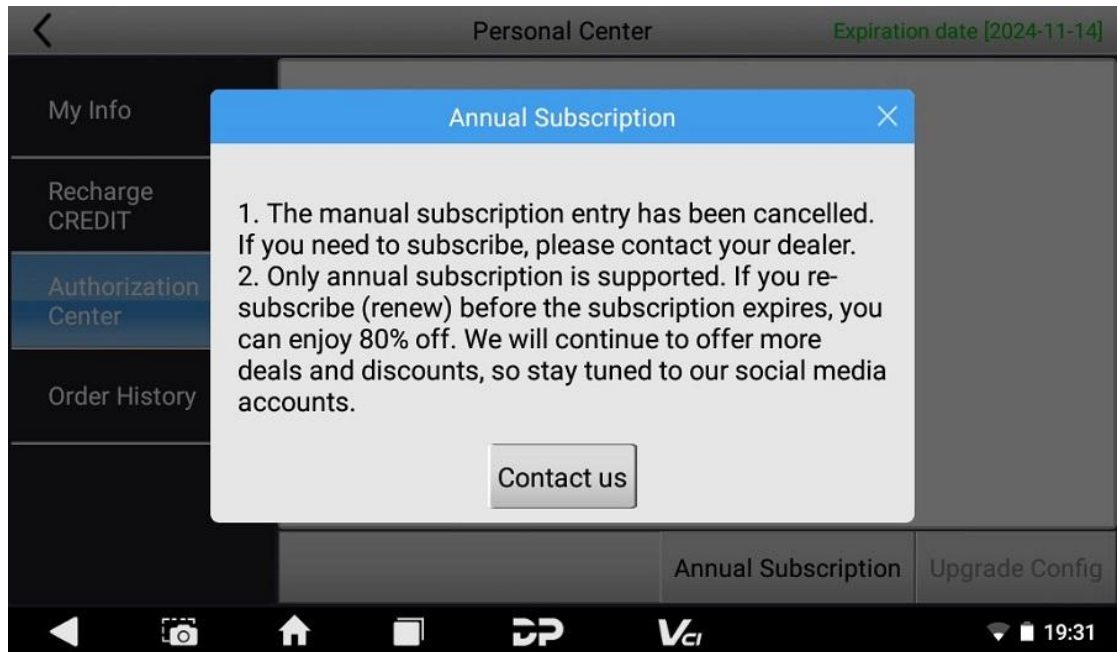 Personal Center
Expiration date [2024-11-14]
My Info
Recharge
CREDIT
Authorization
Center
Order History
Annual Subscription
1. The manual subscription entry has been cancelled.
If you need to subscribe, please contact your dealer.
2. Only annual subscription is supported. If you re-
subscribe (renew) before the subscription expires, you
can enjoy 80% off. We will continue to offer more
deals and discounts, so stay tuned to our social media
accounts.
Contact us
Annual Subscription
Upgrade Config
DP
VCI
19:31